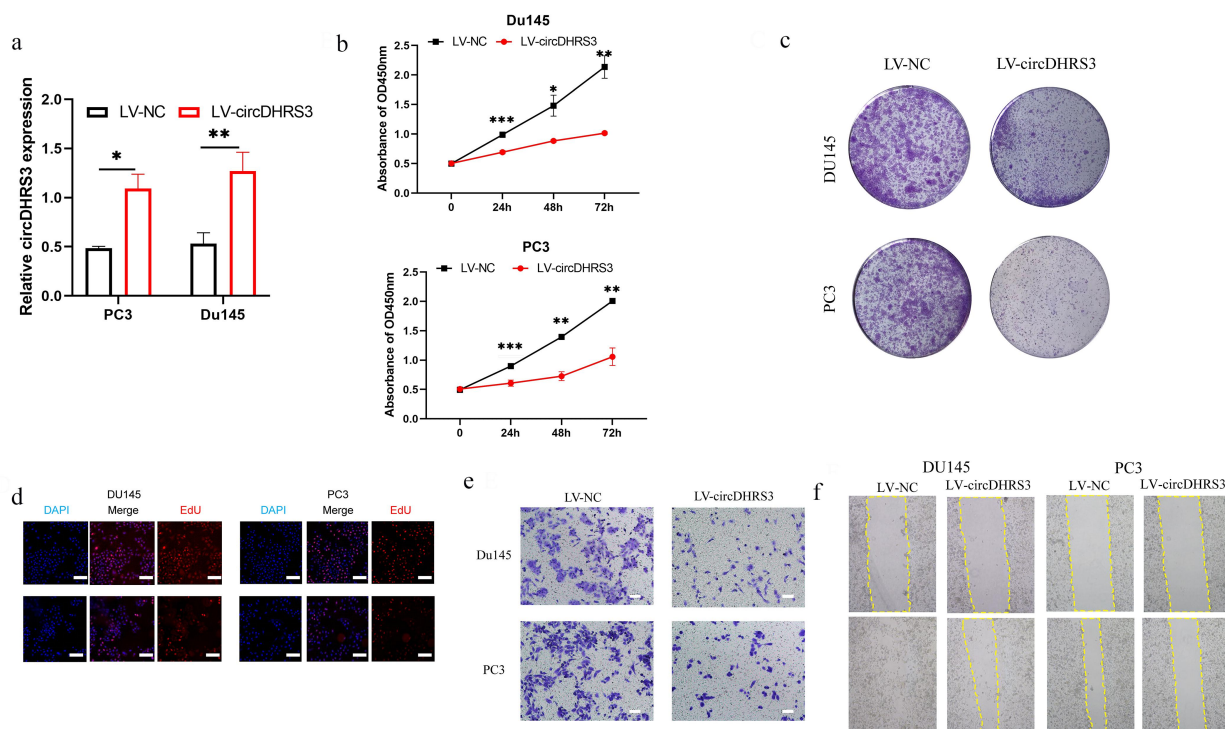 a
LV-NC
LV-circDHRS3
Relative circDHRS3 expression
2.0
1.5
1.0
0.5
0.0
*
**
PC3
Du145
b
Du145
LV-NC
LV-circDHRS3
Absorbance of OD450nm
2.5
2.0
1.5
1.0
0.5
0.0
***
*
**
0
24h
48h
72h
PC3
LV-NC
LV-circDHRS3
Absorbance of OD450nm
2.5
2.0
1.5
1.0
0.5
0.0
***
**
**
0
24h
48h
72h
c
LV-NC
LV-circDHRS3
DU145
PC3
d
DU145
PC3
DAPI
Merge
EdU
DAPI
Merge
EdU
e
LV-NC
LV-circDHRS3
Du145
PC3
f
DU145
PC3
LV-NC
LV-circDHRS3
LV-NC
LV-circDHRS3